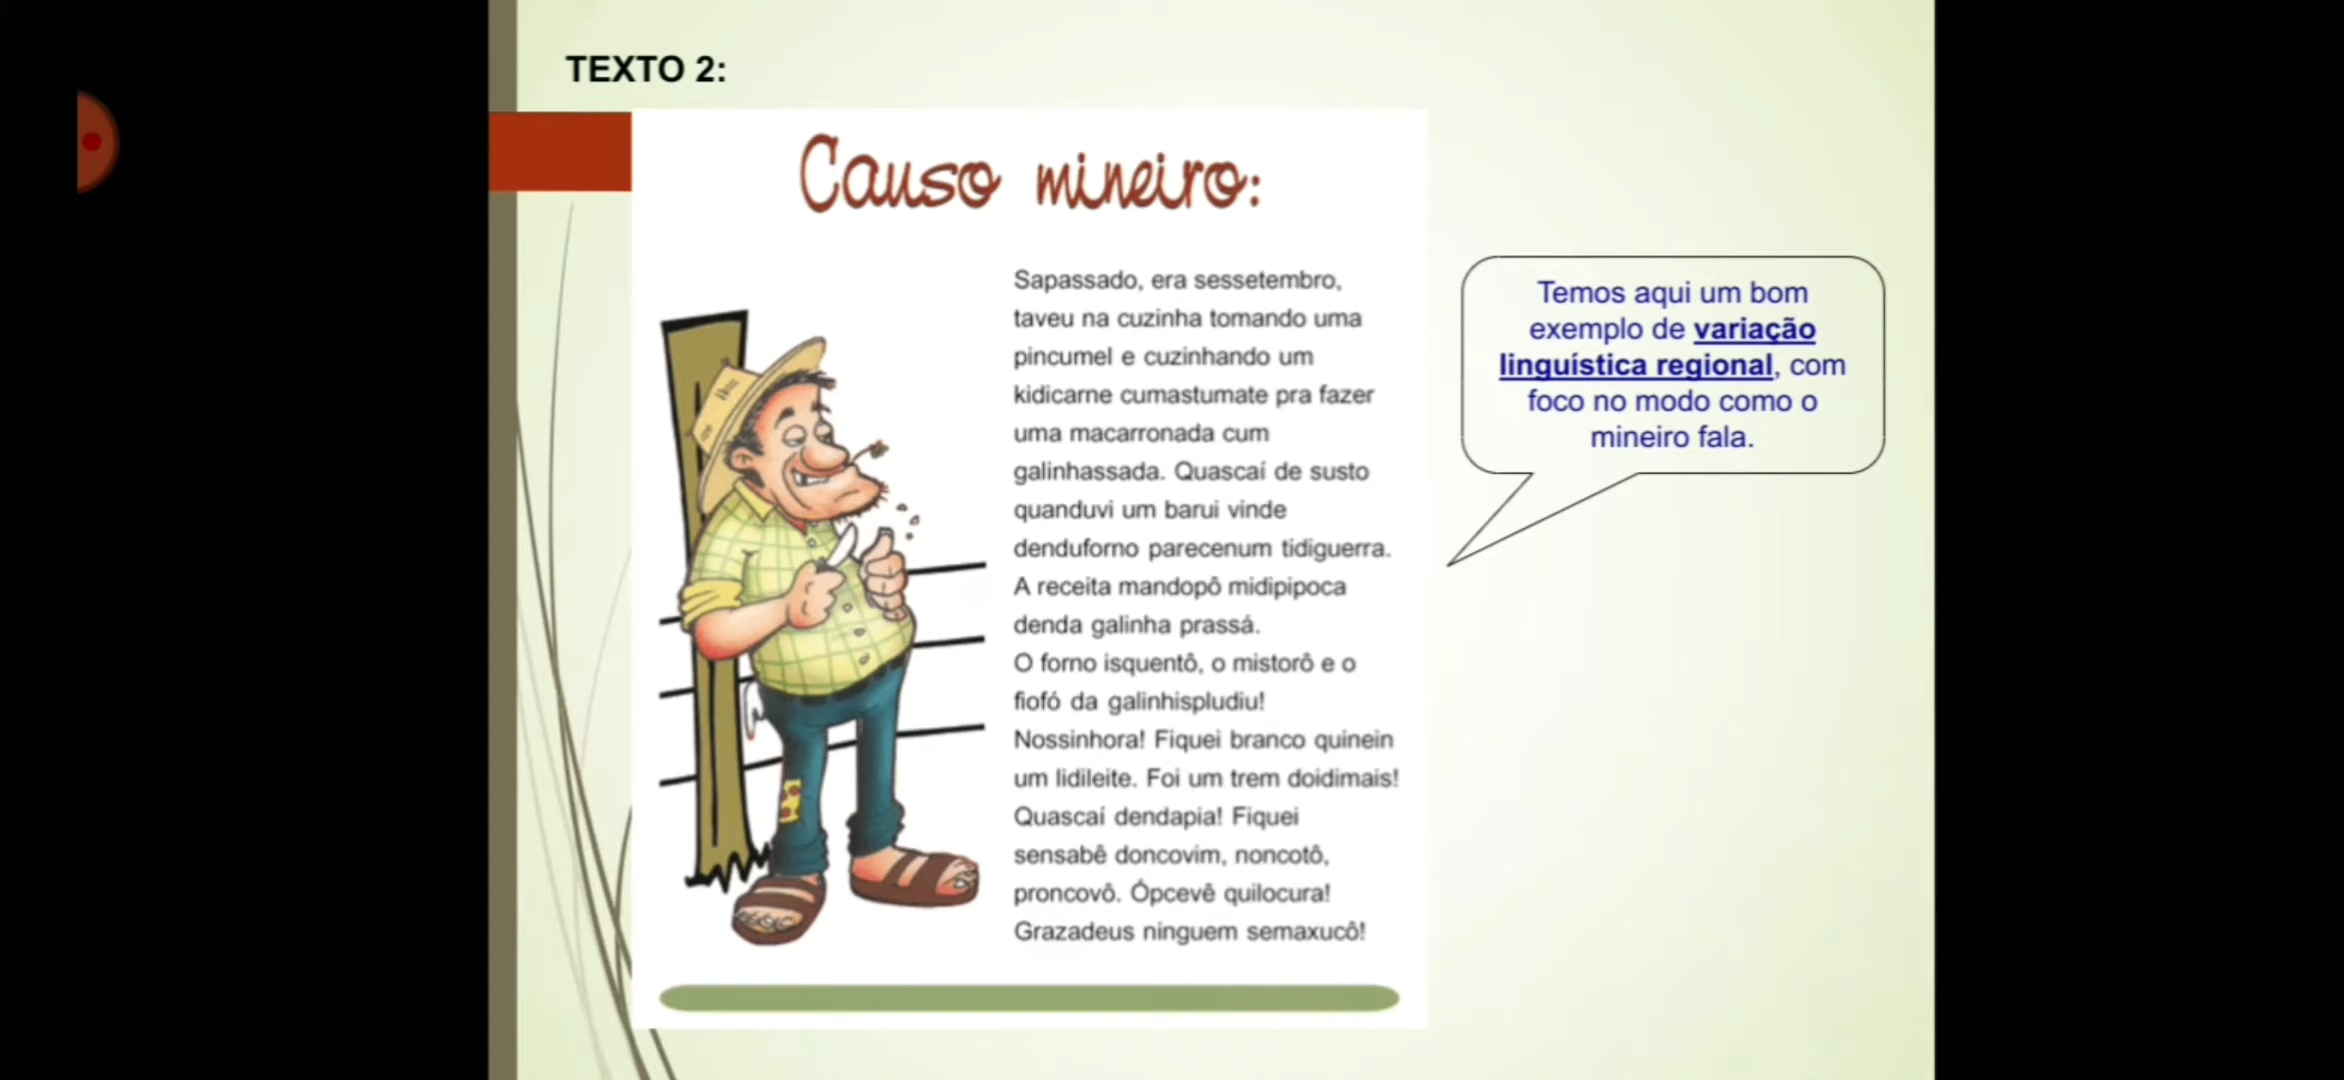 TEXTO 2:
Causo mineiro:
Sapassado, era sessetembro,
taveu na cuzinha tomando uma
pincumel e cuzinhando um
kidicarne cumastumate pra fazer
uma macarronada cum
galinhassada. Quascaí de susto
quanduvi um barui vinde
denduforno parecenum tidiguerra.
A receita mandopô midipipoca
denda galinha prassá.
O forno isquentô, o mistorô e o
fiofó da galinhispludiu!
Nossinhora! Fiquei branco quinein
um lidileite. Foi um trem doidimais!
Quascaí dendapia! Fiquei
sensabê doncovim, noncotô,
proncovô. Ópcevê quilocura!
Grazadeus ninguem semaxucô!
Temos aqui um bom
exemplo de variação
linguística regional, com
foco no modo como o
mineiro fala.